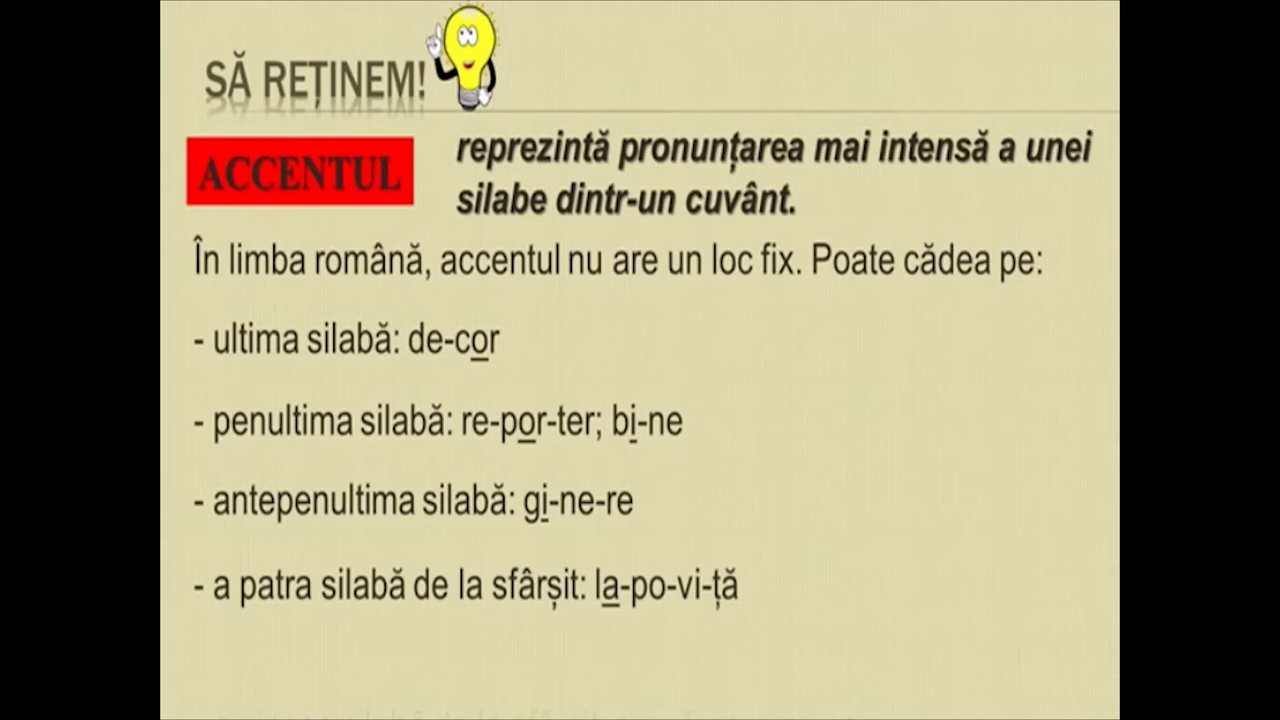 SĂ REȚINEM!
ACCENTUL
reprezintă pronunțarea mai intensă a unei
silabe dintr-un cuvânt.
În limba română, accentul nu are un loc fix. Poate cădea pe:
- ultima silabă: de-cor
- penultima silabă: re-por-ter; bi-ne
- antepenultima silabă: gi-ne-re
- a patra silabă de la sfârșit: la-po-vi-ță